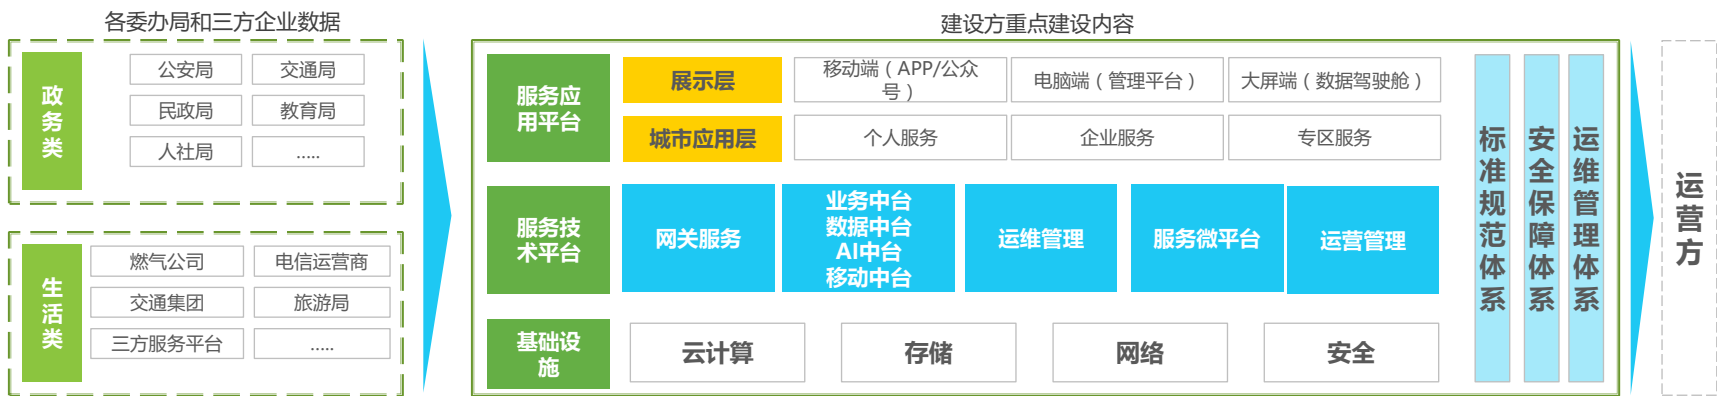 各委办局和三方企业数据
建设方重点建设内容
政务类
公安局
交通局
民政局
教育局
人社局
.....
生活类
燃气公司
电信运营商
交通集团
旅游局
三方服务平台
.....
服务应
用平台
展示层
移动端（APP/公众
号）
电脑端（管理平台）
大屏端（数据驾驶舱）
城市应用层
个人服务
企业服务
专区服务
服务技
术平台
网关服务
业务中台
数据中台
AI中台
移动中台
运维管理
服务微平台
运营管理
基础设
施
云计算
存储
网络
安全
标准规范体系
安全保障体系
运维管理体系
运营方